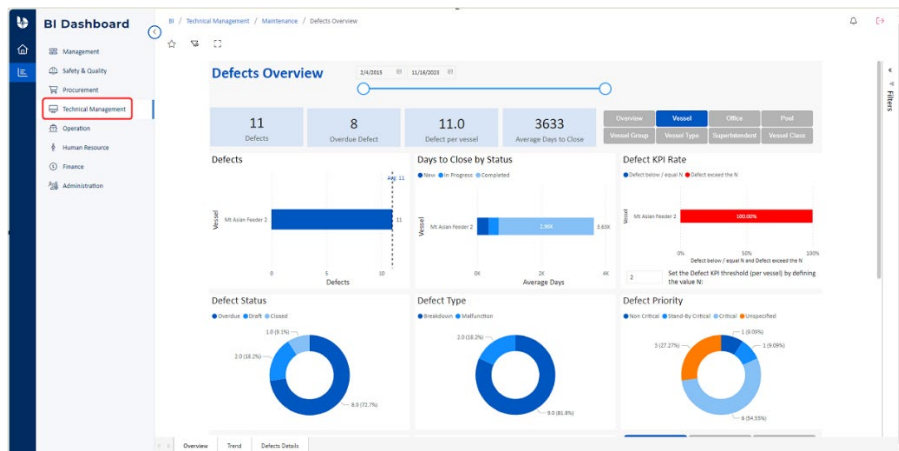 BI Dashboard
BI / Technical Management / Maintenance / Defects Overview
Management
Safety & Quality
Procurement
Technical Management
Operation
Human Resource
Finance
Administration
Defects Overview
2/4/2015
11/16/2023
Filters
11
Defects
8
Overdue Defect
11.0
Defect per vessel
3633
Average Days to Close
Overview
Vessel
Office
Pool
Vessel Group
Vessel Type
Superintendent
Vessel Class
Defects
Avg 11
Vessel
Mt Asian Feeder 2
11
0
5
10
Defects
Days to Close by Status
New
In Progress
Completed
Vessel
Mt Asian Feeder 2
3.63K
0K
2K
4K
Average Days
Defect KPI Rate
Defect below / equal N
Defect exceed the N
Vessel
Mt Asian Feeder 2
100.00%
0%
50%
100%
Defect below / equal N and Defect exceed the N
2
Set the Defect KPI threshold (per vessel) by defining
the value N:
Defect Status
Overdue
Draft
Closed
1.0 (9.1%)
2.0 (18.2%)
8.0 (72.7%)
Defect Type
Breakdown
Malfunction
2.0 (18.2%)
9.0 (81.8%)
Defect Priority
Non Critical
Stand-By Critical
Critical
Unspecified
1 (9.09%)
1 (9.09%)
3 (27.27%)
6 (54.55%)
Overview
Trend
Defects Details